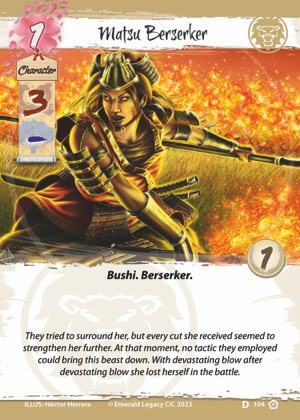 1
Matsu Berserker
Character
3
1
Bushi. Berserker.
They tried to surround her, but every cut she received seemed to
strengthen her further. At that moment, no tactic they employed
could bring this beast down. With devastating blow after
devastating blow she lost herself in the battle.
ILLUS: Héctor Herrera © Emerald Legacy CIC 2023 D 104